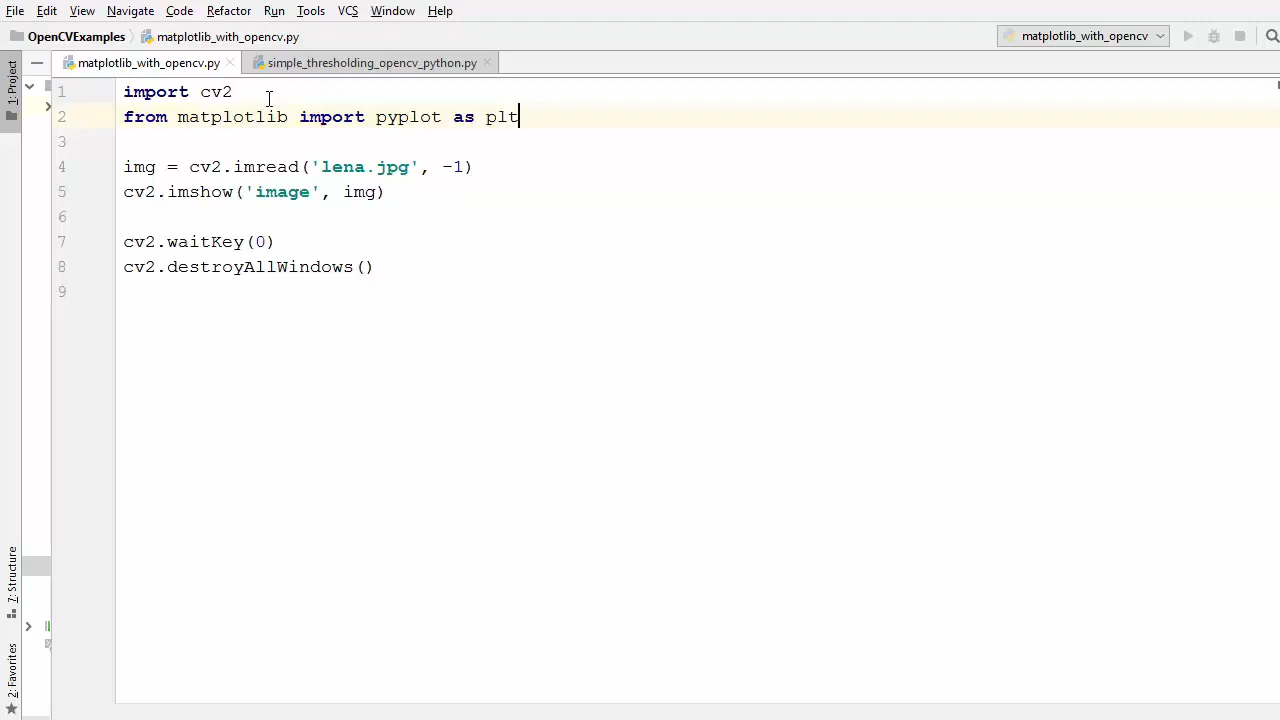 File Edit View Navigate Code Refactor Run Tools VCS Window Help
OpenCVExamples matplotlib_with_opencv.py matplotlib_with_opencv
1: Project
matplotlib_with_opencv.py simple_thresholding_opencv_python.py
1 import cv2
2 from matplotlib import pyplot as plt
3
4 img = cv2.imread('lena.jpg', -1)
5 cv2.imshow('image', img)
6
7 cv2.waitKey(0)
8 cv2.destroyAllWindows()
9
7: Structure
2: Favorites